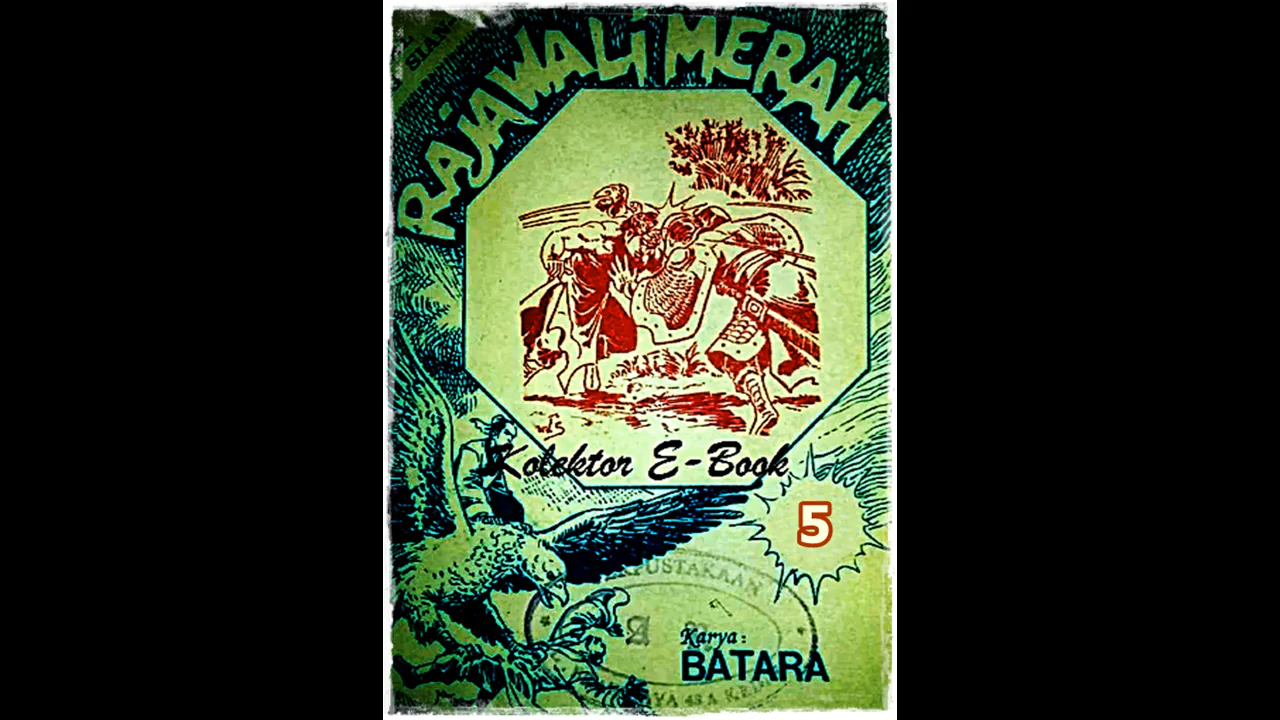 RAJAWALI MERAH
Kolektor E-Book
5
PUSTAKAAN
A
Karya:
BATARA